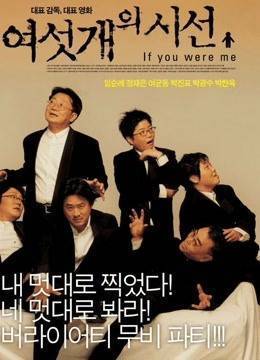 대표 감독, 대표 영화
여섯개의 시선
If you were me
임순례 정재은 여균동 박진표 박광수 박찬욱
내 멋대로 찍었다!
네 멋대로 봐라!
버라이어티 무비 파티!!!